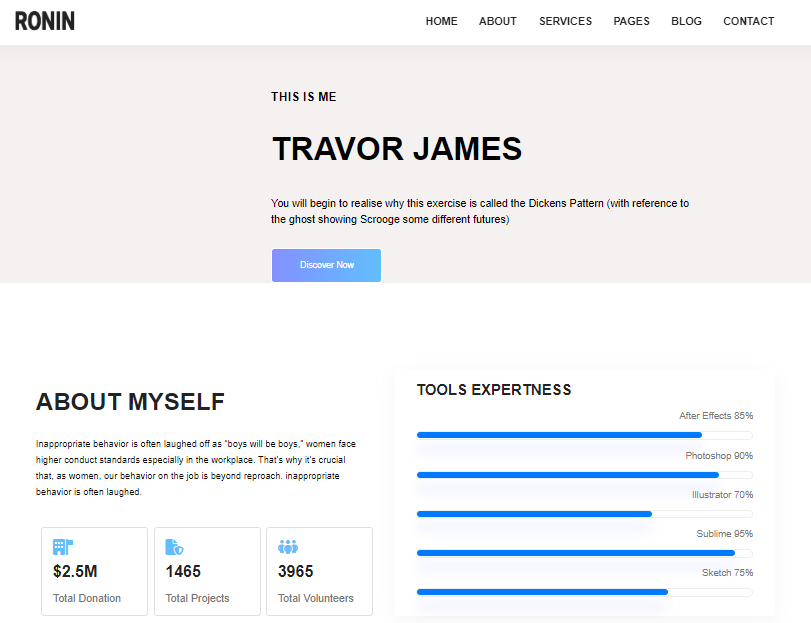 RONIN
HOME ABOUT SERVICES PAGES BLOG CONTACT
THIS IS ME
TRAVOR JAMES
You will begin to realise why this exercise is called the Dickens Pattern (with reference to
the ghost showing Scrooge some different futures)
Discover Now
ABOUT MYSELF
Inappropriate behavior is often laughed off as “boys will be boys,” women face
higher conduct standards especially in the workplace. That’s why it’s crucial
that, as women, our behavior on the job is beyond reproach. inappropriate
behavior is often laughed.
$2.5M
Total Donation
1465
Total Projects
3965
Total Volunteers
TOOLS EXPERTNESS
After Effects 85%
Photoshop 90%
Illustrator 70%
Sublime 95%
Sketch 75%